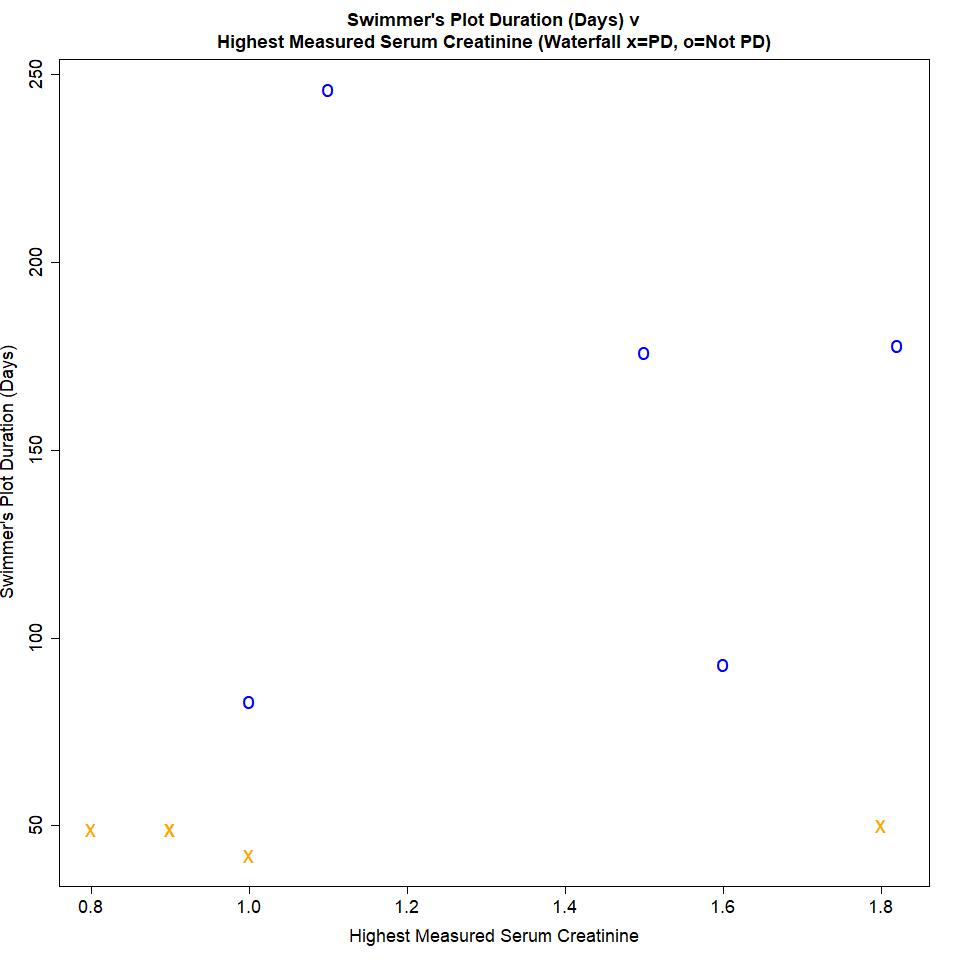 Swimmer's Plot Duration (Days) v
Highest Measured Serum Creatinine (Waterfall x=PD, o=Not PD)
Swimmer's Plot Duration (Days)
250
200
150
100
50
o
o
o
o
o
x
x
x
x
0.8 1.0 1.2 1.4 1.6 1.8
Highest Measured Serum Creatinine